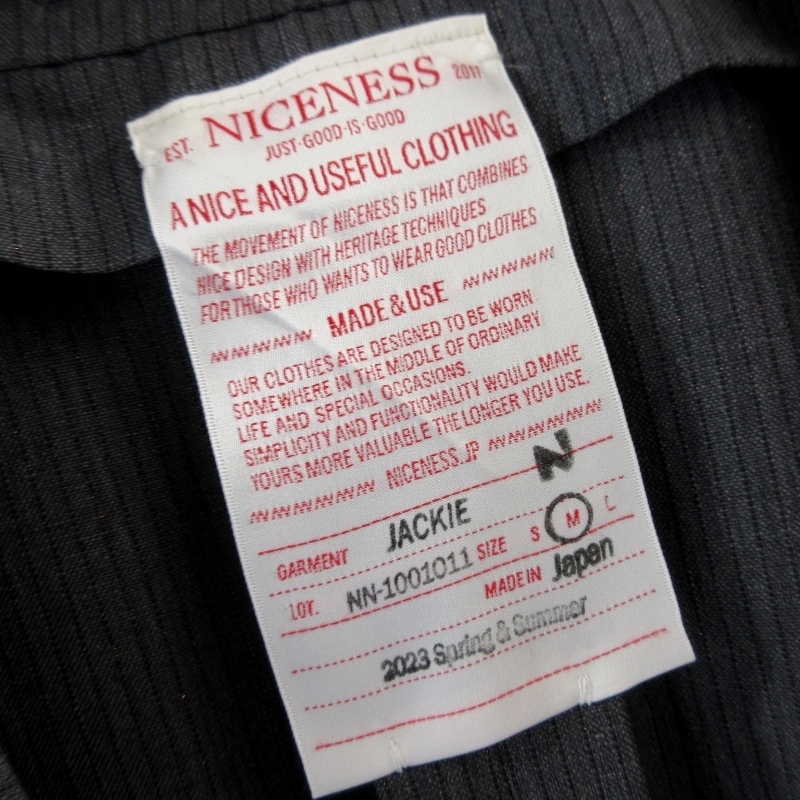 EST. NICENESS 2017
JUST·GOOD·IS·GOOD
A NICE AND USEFUL CLOTHING
THE MOVEMENT OF NICENESS IS THAT COMBINES
NICE DESIGN WITH HERITAGE TECHNIQUES
FOR THOSE WHO WANTS TO WEAR GOOD CLOTHES
MADE & USE
OUR CLOTHES ARE DESIGNED TO BE WORN
SOMEWHERE IN THE MIDDLE OF ORDINARY
LIFE AND SPECIAL OCCASIONS.
SIMPLICITY AND FUNCTIONALITY WOULD MAKE
YOURS MORE VALUABLE THE LONGER YOU USE.
NICENESS.JP
N
GARMENT JACKIE
LOT. NN-1001011 SIZE S M L
MADE IN Japan
2023 Spring & Summer